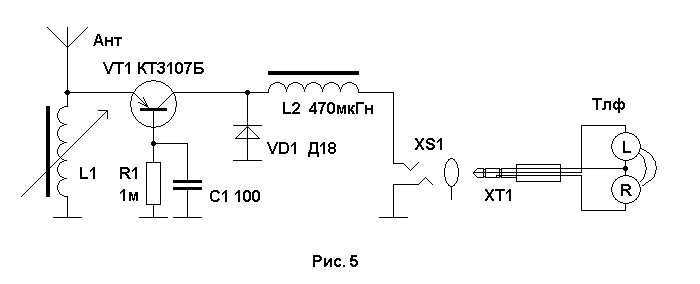 Ант
VT1 КТ3107Б
L2 470мкГн
Тлф
L1
R1
1м
C1 100
VD1 Д18
XS1
XT1
L
R
Рис. 5